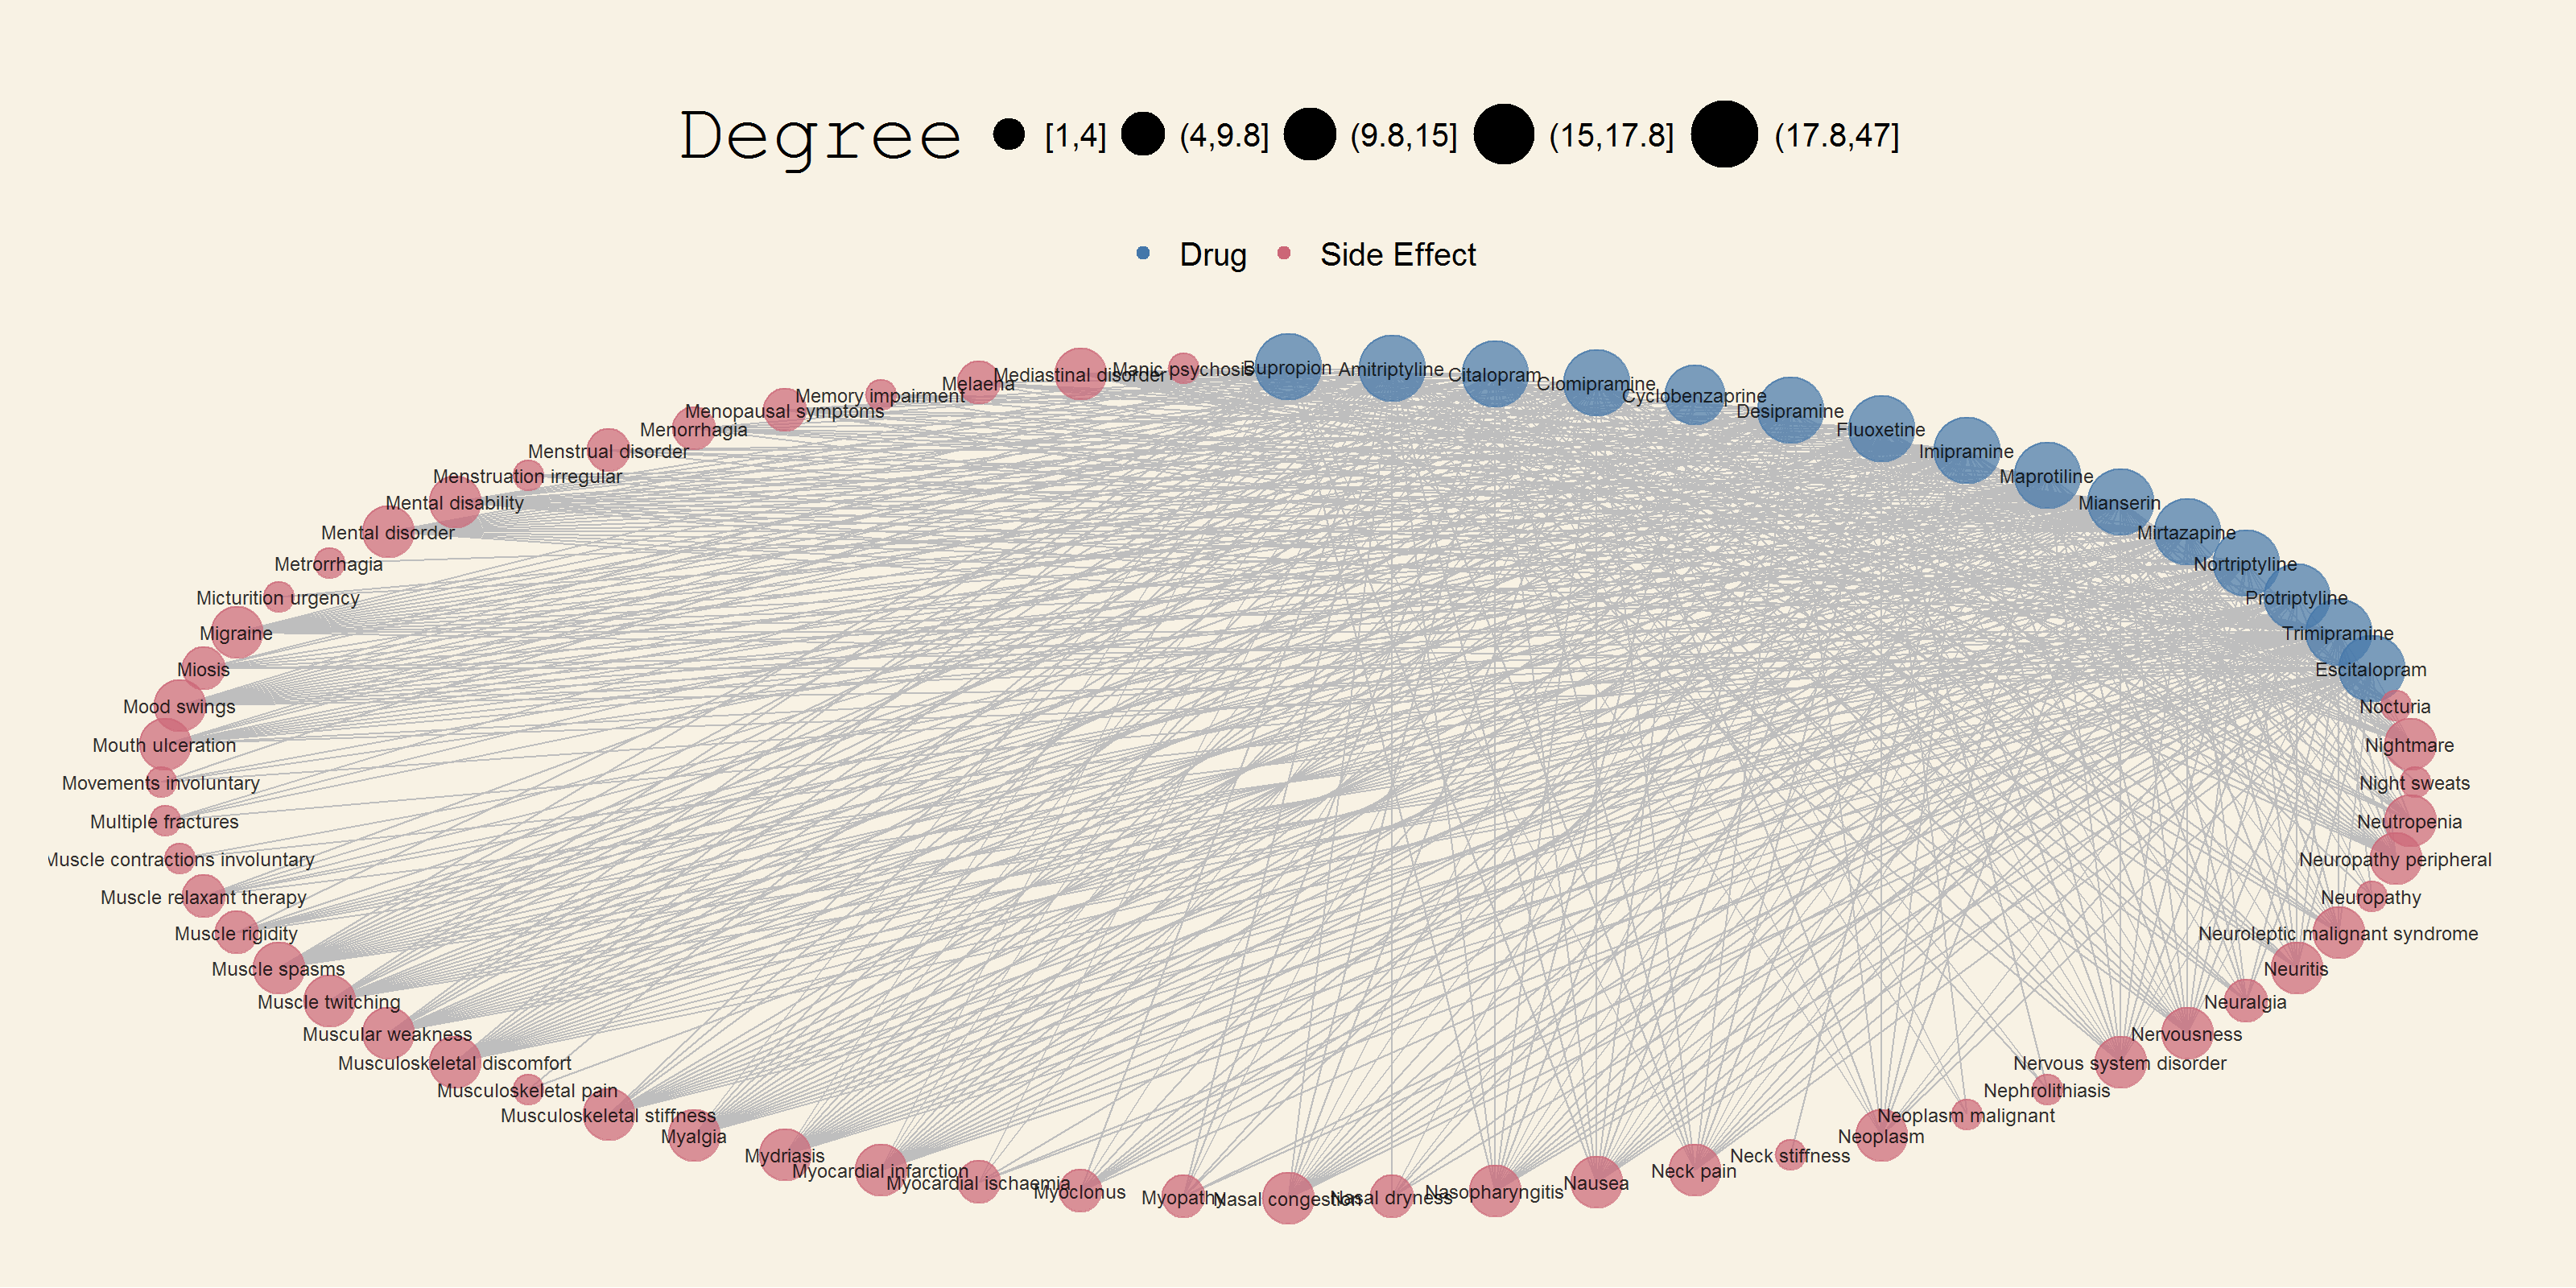 Degree [1,4] (4,9.8] (9.8,15] (15,17.8] (17.8,47]
Drug Side Effect
Bupropion
Amitriptyline
Citalopram
Clomipramine
Cyclobenzaprine
Desipramine
Fluoxetine
Imipramine
Maprotiline
Mianserin
Mirtazapine
Nortriptyline
Protriptyline
Trimipramine
Escitalopram
Nocturia
Nightmare
Night sweats
Neutropenia
Neuropathy peripheral
Neuropathy
Neuroleptic malignant syndrome
Neuritis
Neuralgia
Nervousness
Nervous system disorder
Nephrolithiasis
Neoplasm malignant
Neoplasm
Neck stiffness
Neck pain
Nausea
Nasopharyngitis
Nasal dryness
Nasal congestion
Myopathy
Myoclonus
Myocardial ischaemia
Myocardial infarction
Mydriasis
Myalgia
Musculoskeletal stiffness
Musculoskeletal pain
Musculoskeletal discomfort
Muscular weakness
Muscle twitching
Muscle spasms
Muscle rigidity
Muscle relaxant therapy
Muscle contractions involuntary
Multiple fractures
Movements involuntary
Mouth ulceration
Mood swings
Miosis
Migraine
Micturition urgency
Metrorrhagia
Mental disorder
Mental disability
Menstruation irregular
Menstrual disorder
Menorrhagia
Menopausal symptoms
Memory impairment
Melaena
Mediastinal disorder
Manic psychosis